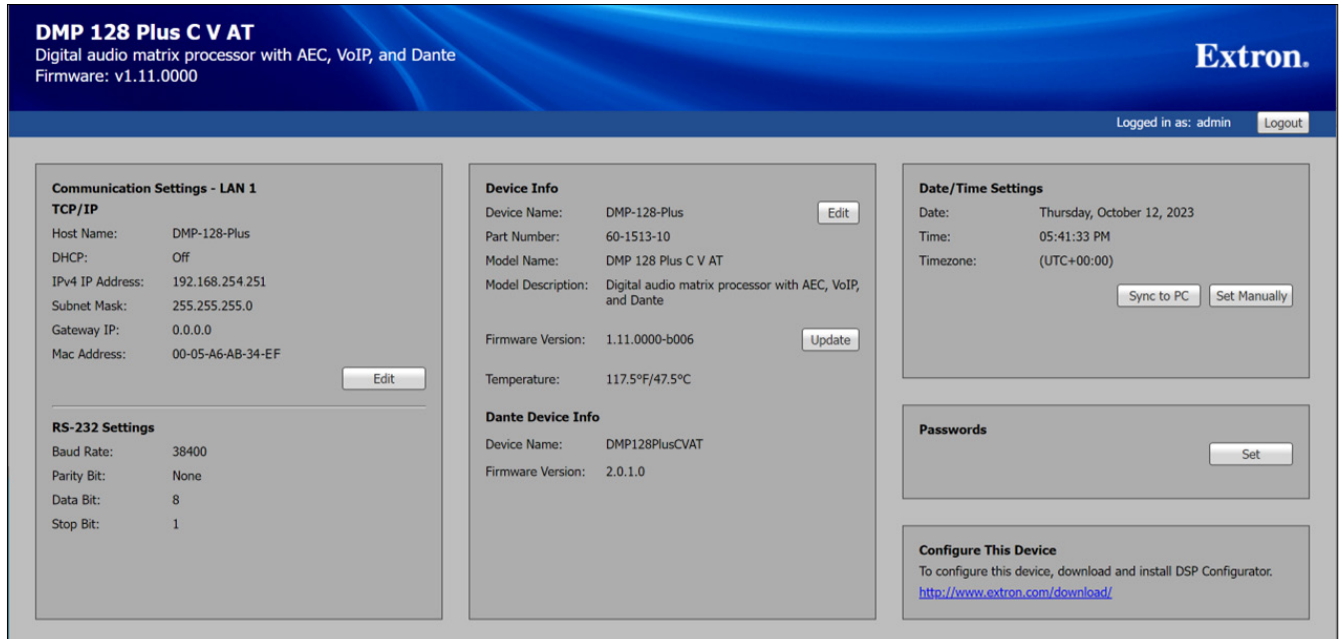 DMP 128 Plus C V AT
Digital audio matrix processor with AEC, VoIP, and Dante
Firmware: v1.11.0000
Extron®
Logged in as: admin
Logout
Communication Settings - LAN 1
TCP/IP
Host Name: DMP-128-Plus
DHCP: Off
IPv4 IP Address: 192.168.254.251
Subnet Mask: 255.255.255.0
Gateway IP: 0.0.0.0
Mac Address: 00-05-A6-AB-34-EF
Edit
RS-232 Settings
Baud Rate: 38400
Parity Bit: None
Data Bit: 8
Stop Bit: 1
Device Info
Device Name: DMP-128-Plus Edit
Part Number: 60-1513-10
Model Name: DMP 128 Plus C V AT
Model Description: Digital audio matrix processor with AEC, VoIP,
and Dante
Firmware Version: 1.11.0000-b006 Update
Temperature: 117.5°F/47.5°C
Dante Device Info
Device Name: DMP128PlusCVAT
Firmware Version: 2.0.1.0
Date/Time Settings
Date: Thursday, October 12, 2023
Time: 05:41:33 PM
Timezone: (UTC+00:00)
Sync to PC Set Manually
Passwords
Set
Configure This Device
To configure this device, download and install DSP Configurator.
http://www.extron.com/download/